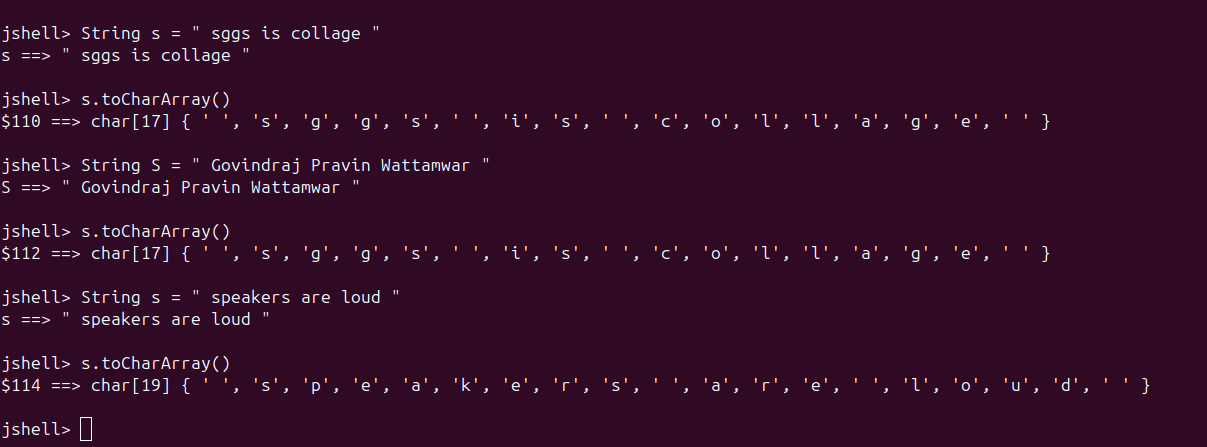 jshell> String s = " sggs is collage "
s ==> " sggs is collage "
jshell> s.toCharArray()
$110 ==> char[17] { ' ', 's', 'g', 'g', 's', ' ', 'i', 's', ' ', 'c', 'o', 'l', 'l', 'a', 'g', 'e', ' ' }
jshell> String S = " Govindraj Pravin Wattamwar "
S ==> " Govindraj Pravin Wattamwar "
jshell> s.toCharArray()
$112 ==> char[17] { ' ', 's', 'g', 'g', 's', ' ', 'i', 's', ' ', 'c', 'o', 'l', 'l', 'a', 'g', 'e', ' ' }
jshell> String s = " speakers are loud "
s ==> " speakers are loud "
jshell> s.toCharArray()
$114 ==> char[19] { ' ', 's', 'p', 'e', 'a', 'k', 'e', 'r', 's', ' ', 'a', 'r', 'e', ' ', 'l', 'o', 'u', 'd', ' ' }
jshell>